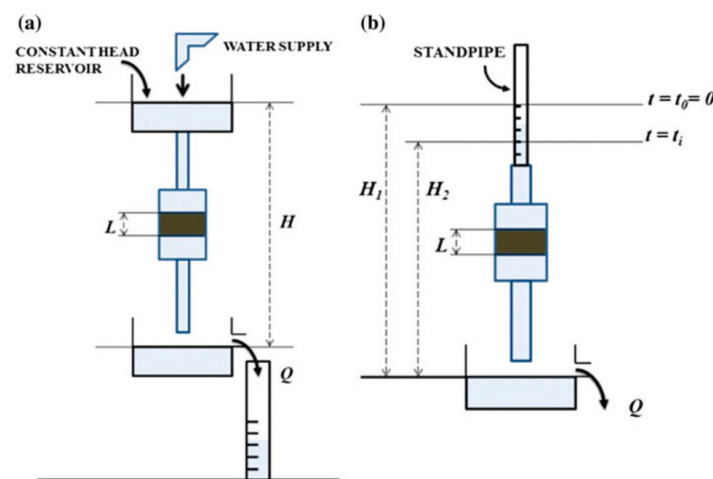 (a)
CONSTANT HEAD
RESERVOIR
WATER SUPPLY
L
H
Q
(b)
STANDPIPE
t = t₀= 0
t = tᵢ
H₁
H₂
L
Q